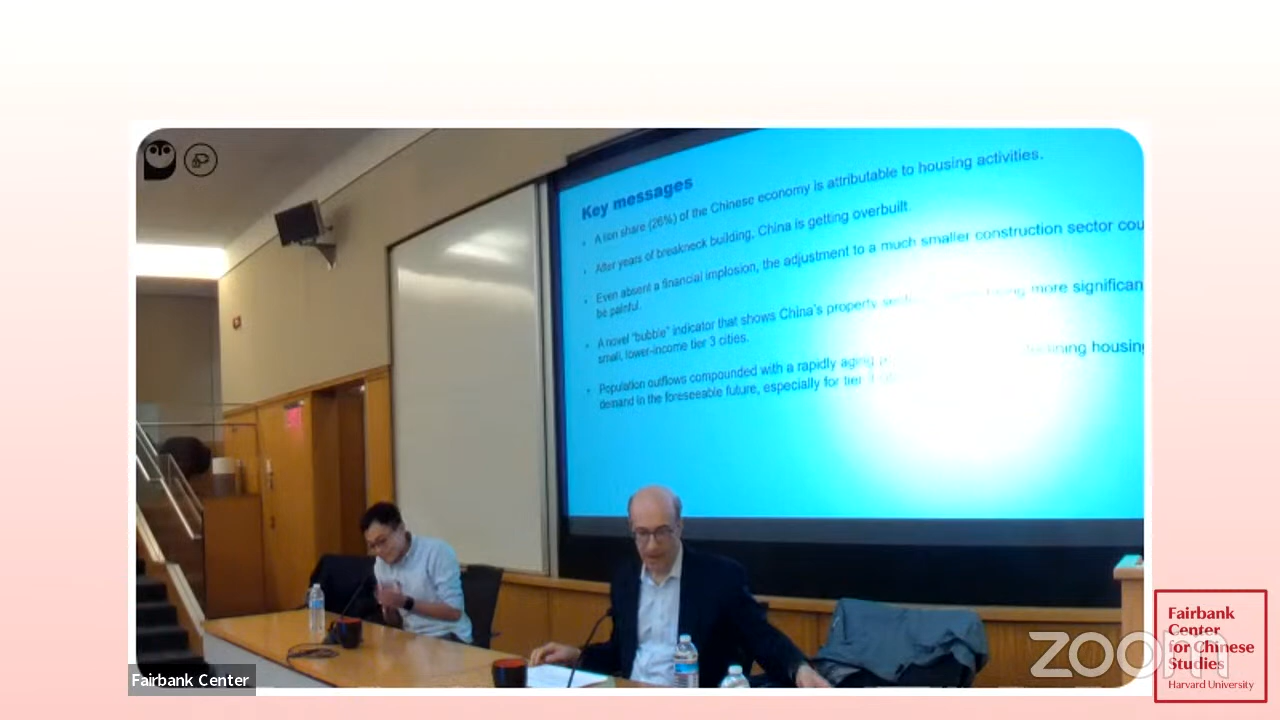 Key messages
• A lion share (26%) of the Chinese economy is attributable to housing activities.
• After years of breakneck building, China is getting overbuilt.
• Even absent a financial implosion, the adjustment to a much smaller construction sector cou
be painful.
• A novel "bubble" indicator that shows China's property more significan
small, lower-income tier 3 cities.
• Population outflows compounded with a rapidly aging declining housing
demand in the foreseeable future, especially for tier
Fairbank Center
zoom
Fairbank
Center
for Chinese
Studies
Harvard University